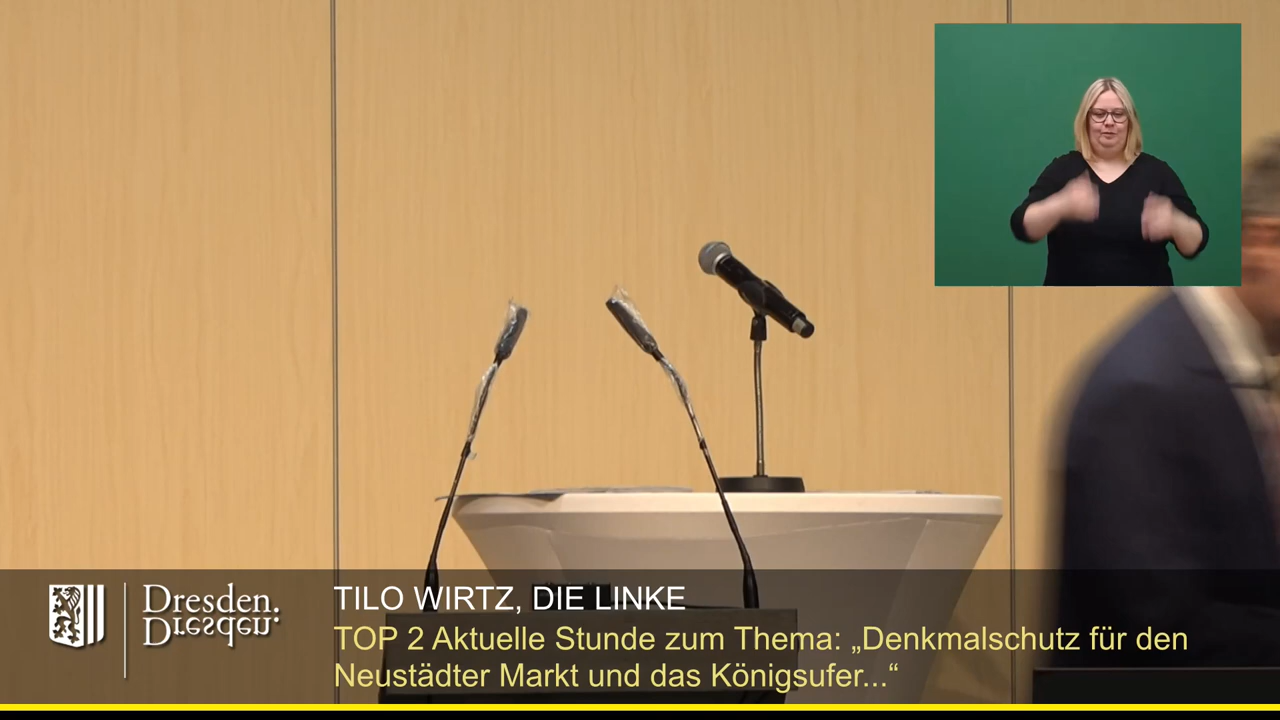 Dresden.
Dresden.
TILO WIRTZ, DIE LINKE
TOP 2 Aktuelle Stunde zum Thema: „Denkmalschutz für den
Neustädter Markt und das Königsufer...“